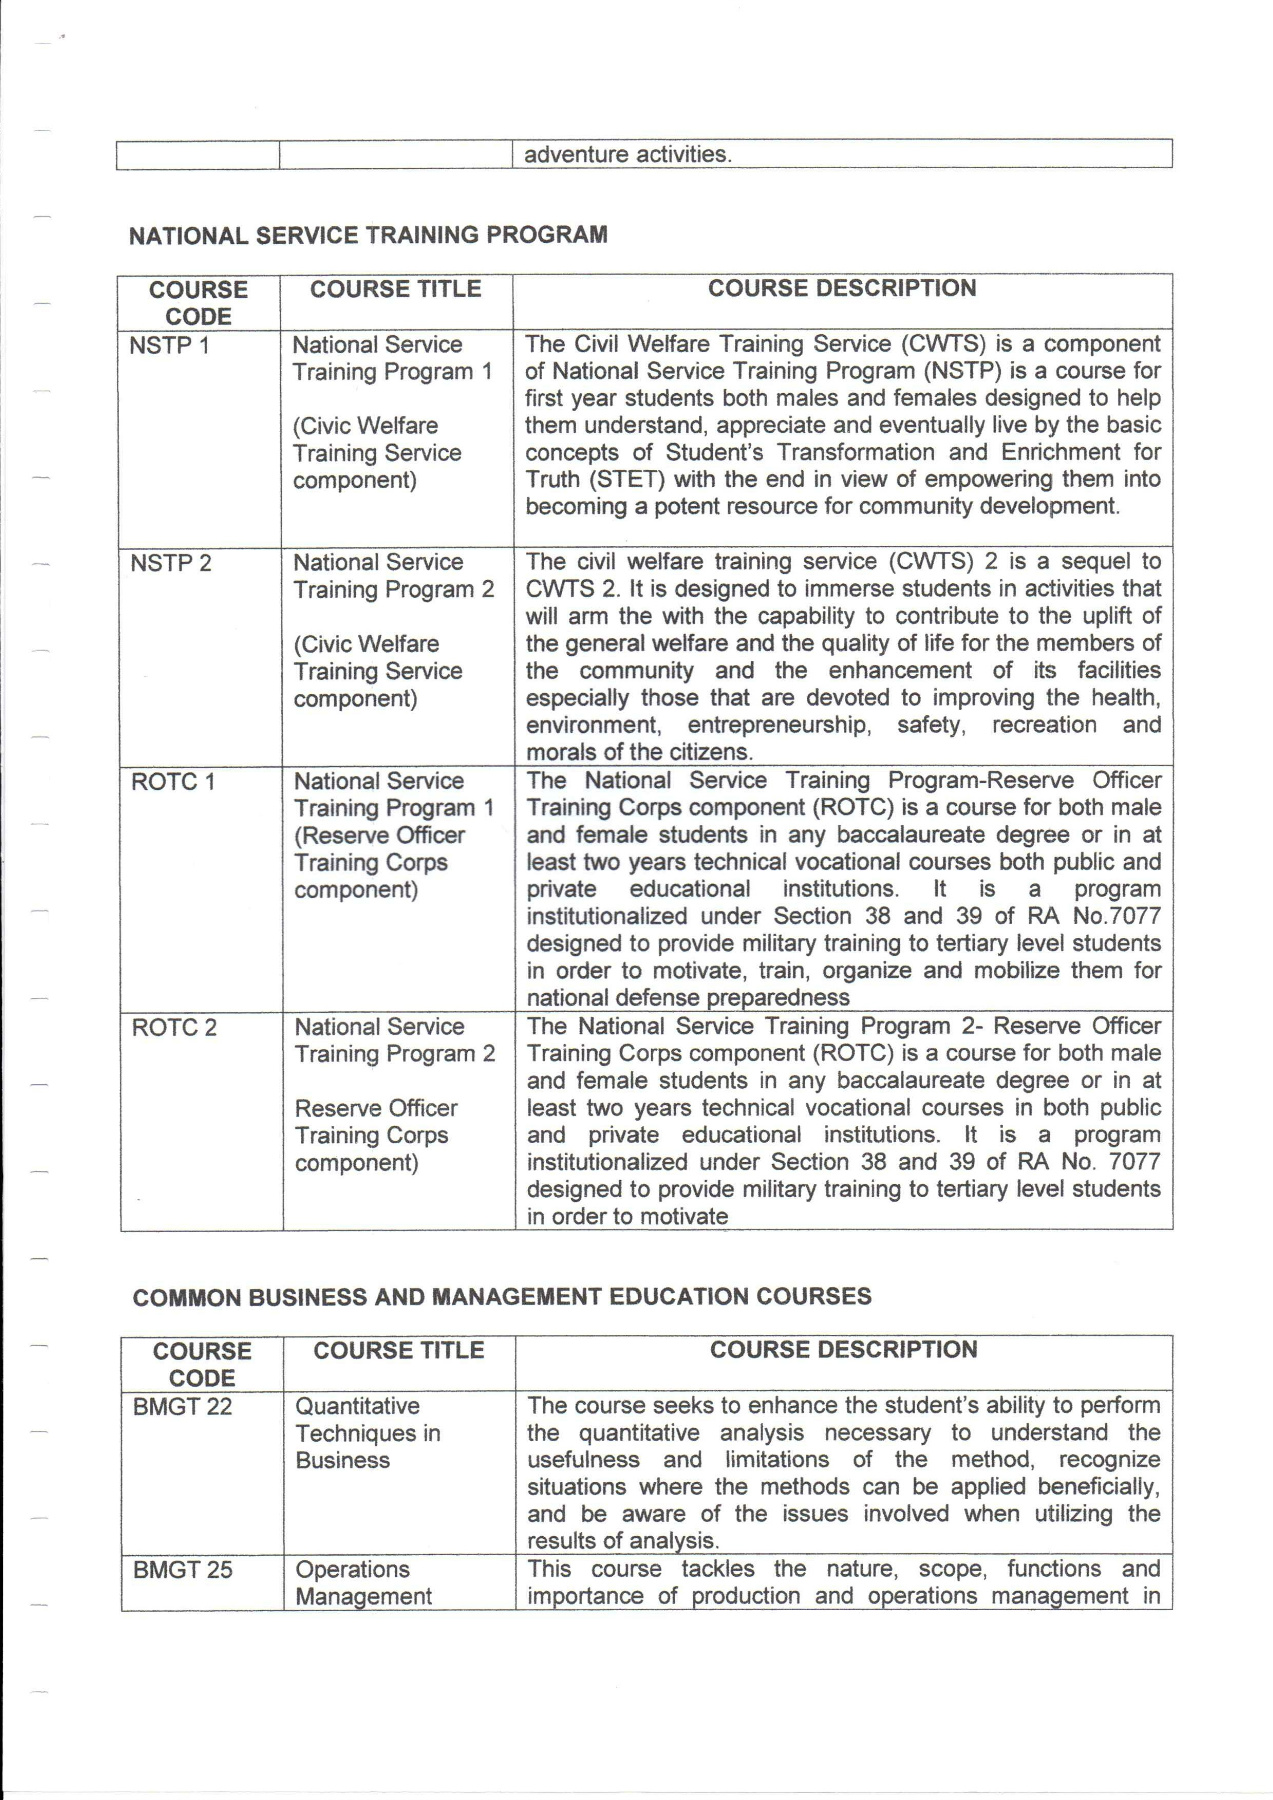 adventure activities.
NATIONAL SERVICE TRAINING PROGRAM
COURSE CODE
COURSE TITLE
COURSE DESCRIPTION
NSTP 1
National Service
Training Program 1
(Civic Welfare
Training Service
component)
The Civil Welfare Training Service (CWTS) is a component
of National Service Training Program (NSTP) is a course for
first year students both males and females designed to help
them understand, appreciate and eventually live by the basic
concepts of Student's Transformation and Enrichment for
Truth (STET) with the end in view of empowering them into
becoming a potent resource for community development.
NSTP 2
National Service
Training Program 2
(Civic Welfare
Training Service
component)
The civil welfare training service (CWTS) 2 is a sequel to
CWTS 2. It is designed to immerse students in activities that
will arm the with the capability to contribute to the uplift of
the general welfare and the quality of life for the members of
the community and the enhancement of its facilities
especially those that are devoted to improving the health,
environment, entrepreneurship, safety, recreation and
morals of the citizens.
ROTC 1
National Service
Training Program 1
(Reserve Officer
Training Corps
component)
The National Service Training Program-Reserve Officer
Training Corps component (ROTC) is a course for both male
and female students in any baccalaureate degree or in at
least two years technical vocational courses both public and
private educational institutions. It is a program
institutionalized under Section 38 and 39 of RA No.7077
designed to provide military training to tertiary level students
in order to motivate, train, organize and mobilize them for
national defense preparedness
ROTC 2
National Service
Training Program 2
Reserve Officer
Training Corps
component)
The National Service Training Program 2- Reserve Officer
Training Corps component (ROTC) is a course for both male
and female students in any baccalaureate degree or in at
least two years technical vocational courses in both public
and private educational institutions. It is a program
institutionalized under Section 38 and 39 of RA No. 7077
designed to provide military training to tertiary level students
in order to motivate
COMMON BUSINESS AND MANAGEMENT EDUCATION COURSES
COURSE CODE
COURSE TITLE
COURSE DESCRIPTION
BMGT 22
Quantitative
Techniques in
Business
The course seeks to enhance the student's ability to perform
the quantitative analysis necessary to understand the
usefulness and limitations of the method, recognize
situations where the methods can be applied beneficially,
and be aware of the issues involved when utilizing the
results of analysis.
BMGT 25
Operations
Management
This course tackles the nature, scope, functions and
importance of production and operations management in